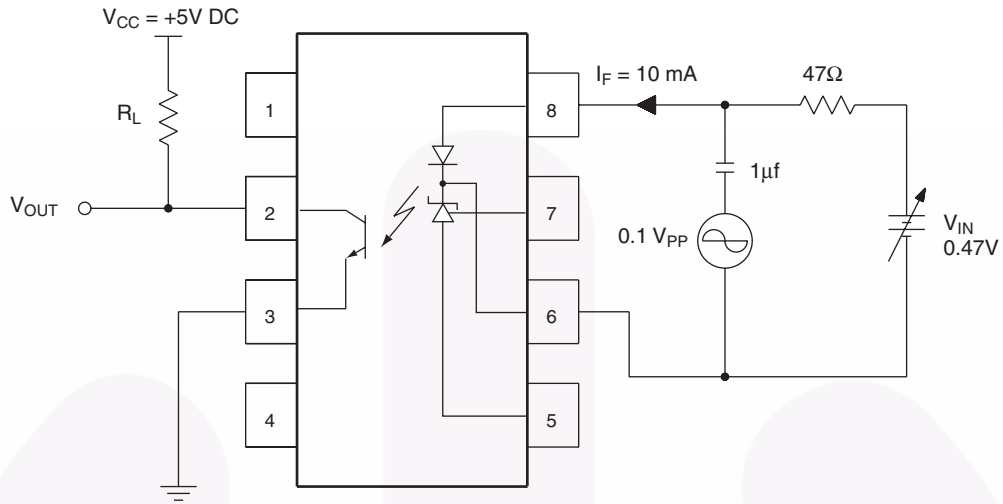 V_CC = +5V DC
R_L
V_OUT
1
2
3
4
8
7
6
5
I_F = 10 mA
47Ω
1μf
0.1 V_PP
V_IN
0.47V